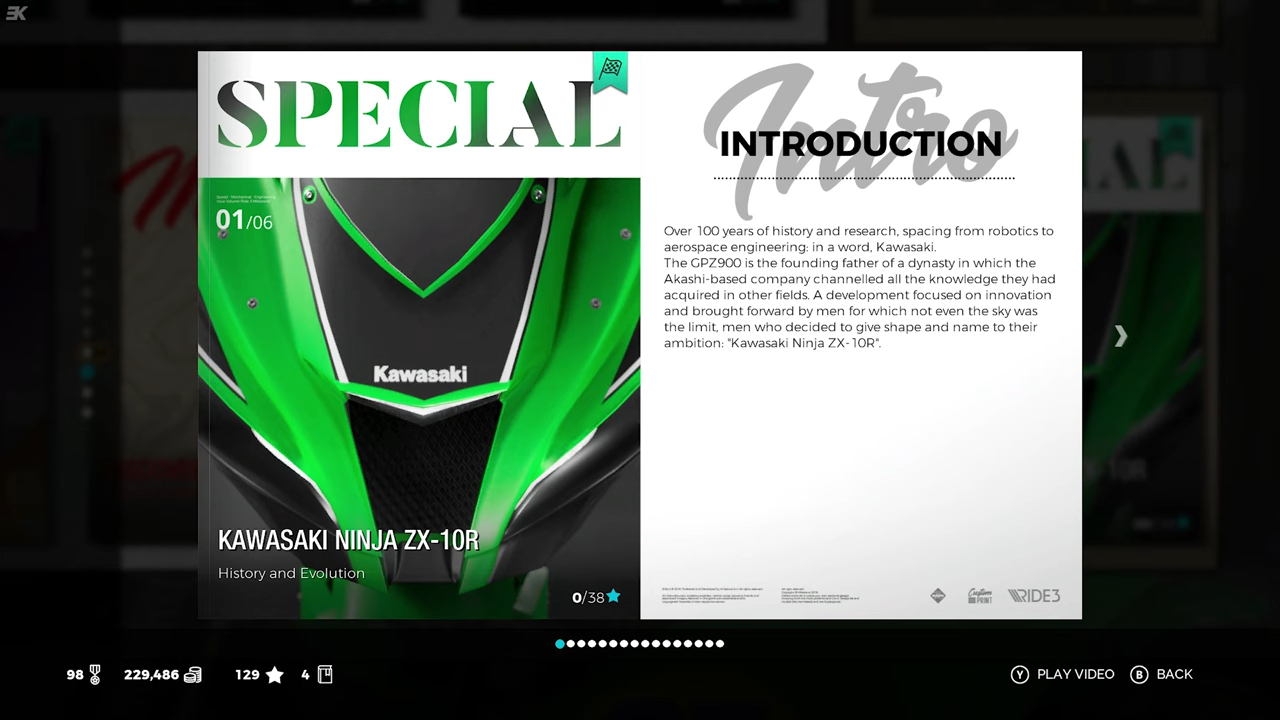 SPECIAL
01/06
Kawasaki
KAWASAKI NINJA ZX-10R
History and Evolution
0/38
Intro
INTRODUCTION
Over 100 years of history and research, spacing from robotics to
aerospace engineering: in a word, Kawasaki.
The GPZ900 is the founding father of a dynasty in which the
Akashi-based company channelled all the knowledge they had
acquired in other fields. A development focused on innovation
and brought forward by men for which not even the sky was
the limit, men who decided to give shape and name to their
ambition: "Kawasaki Ninja ZX-10R".
Custom PRINT
RIDE3
98
229,486
129
4
Y PLAY VIDEO
B BACK